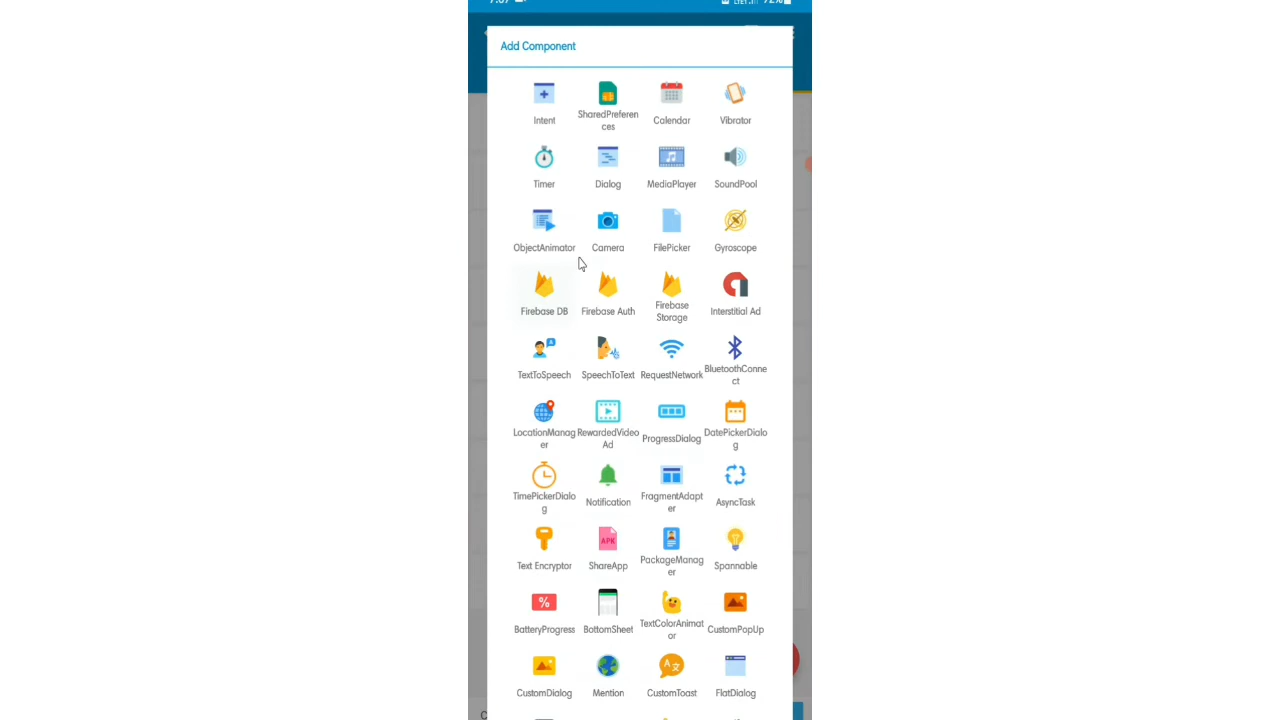 Add Component
Intent
SharedPreferen
ces
Calendar
Vibrator
Timer
Dialog
MediaPlayer
SoundPool
ObjectAnimator
Camera
FilePicker
Gyroscope
Firebase DB
Firebase Auth
Firebase
Storage
Interstitial Ad
TextToSpeech
SpeechToText
RequestNetwork
BluetoothConne
ct
LocationManag
er
RewardedVideo
Ad
ProgressDialog
DatePickerDialo
g
TimePickerDialo
g
Notification
FragmentAdapt
er
AsyncTask
Text Encryptor
APK
ShareApp
PackageManag
er
Spannable
%
BatteryProgress
BottomSheet
TextColorAnimat
or
CustomPopUp
CustomDialog
Mention
CustomToast
FlatDialog